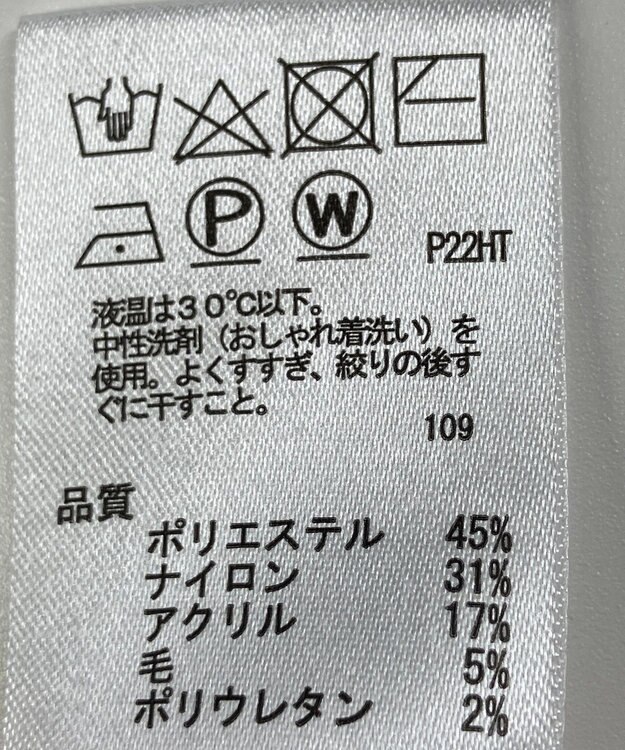 P W P22HT
液温は３０℃以下。
中性洗剤（おしゃれ着洗い）を
使用。よくすすぎ、絞りの後す
ぐに干すこと。
109
品質
ポリエステル 45%
ナイロン 31%
アクリル 17%
毛 5%
ポリウレタン 2%